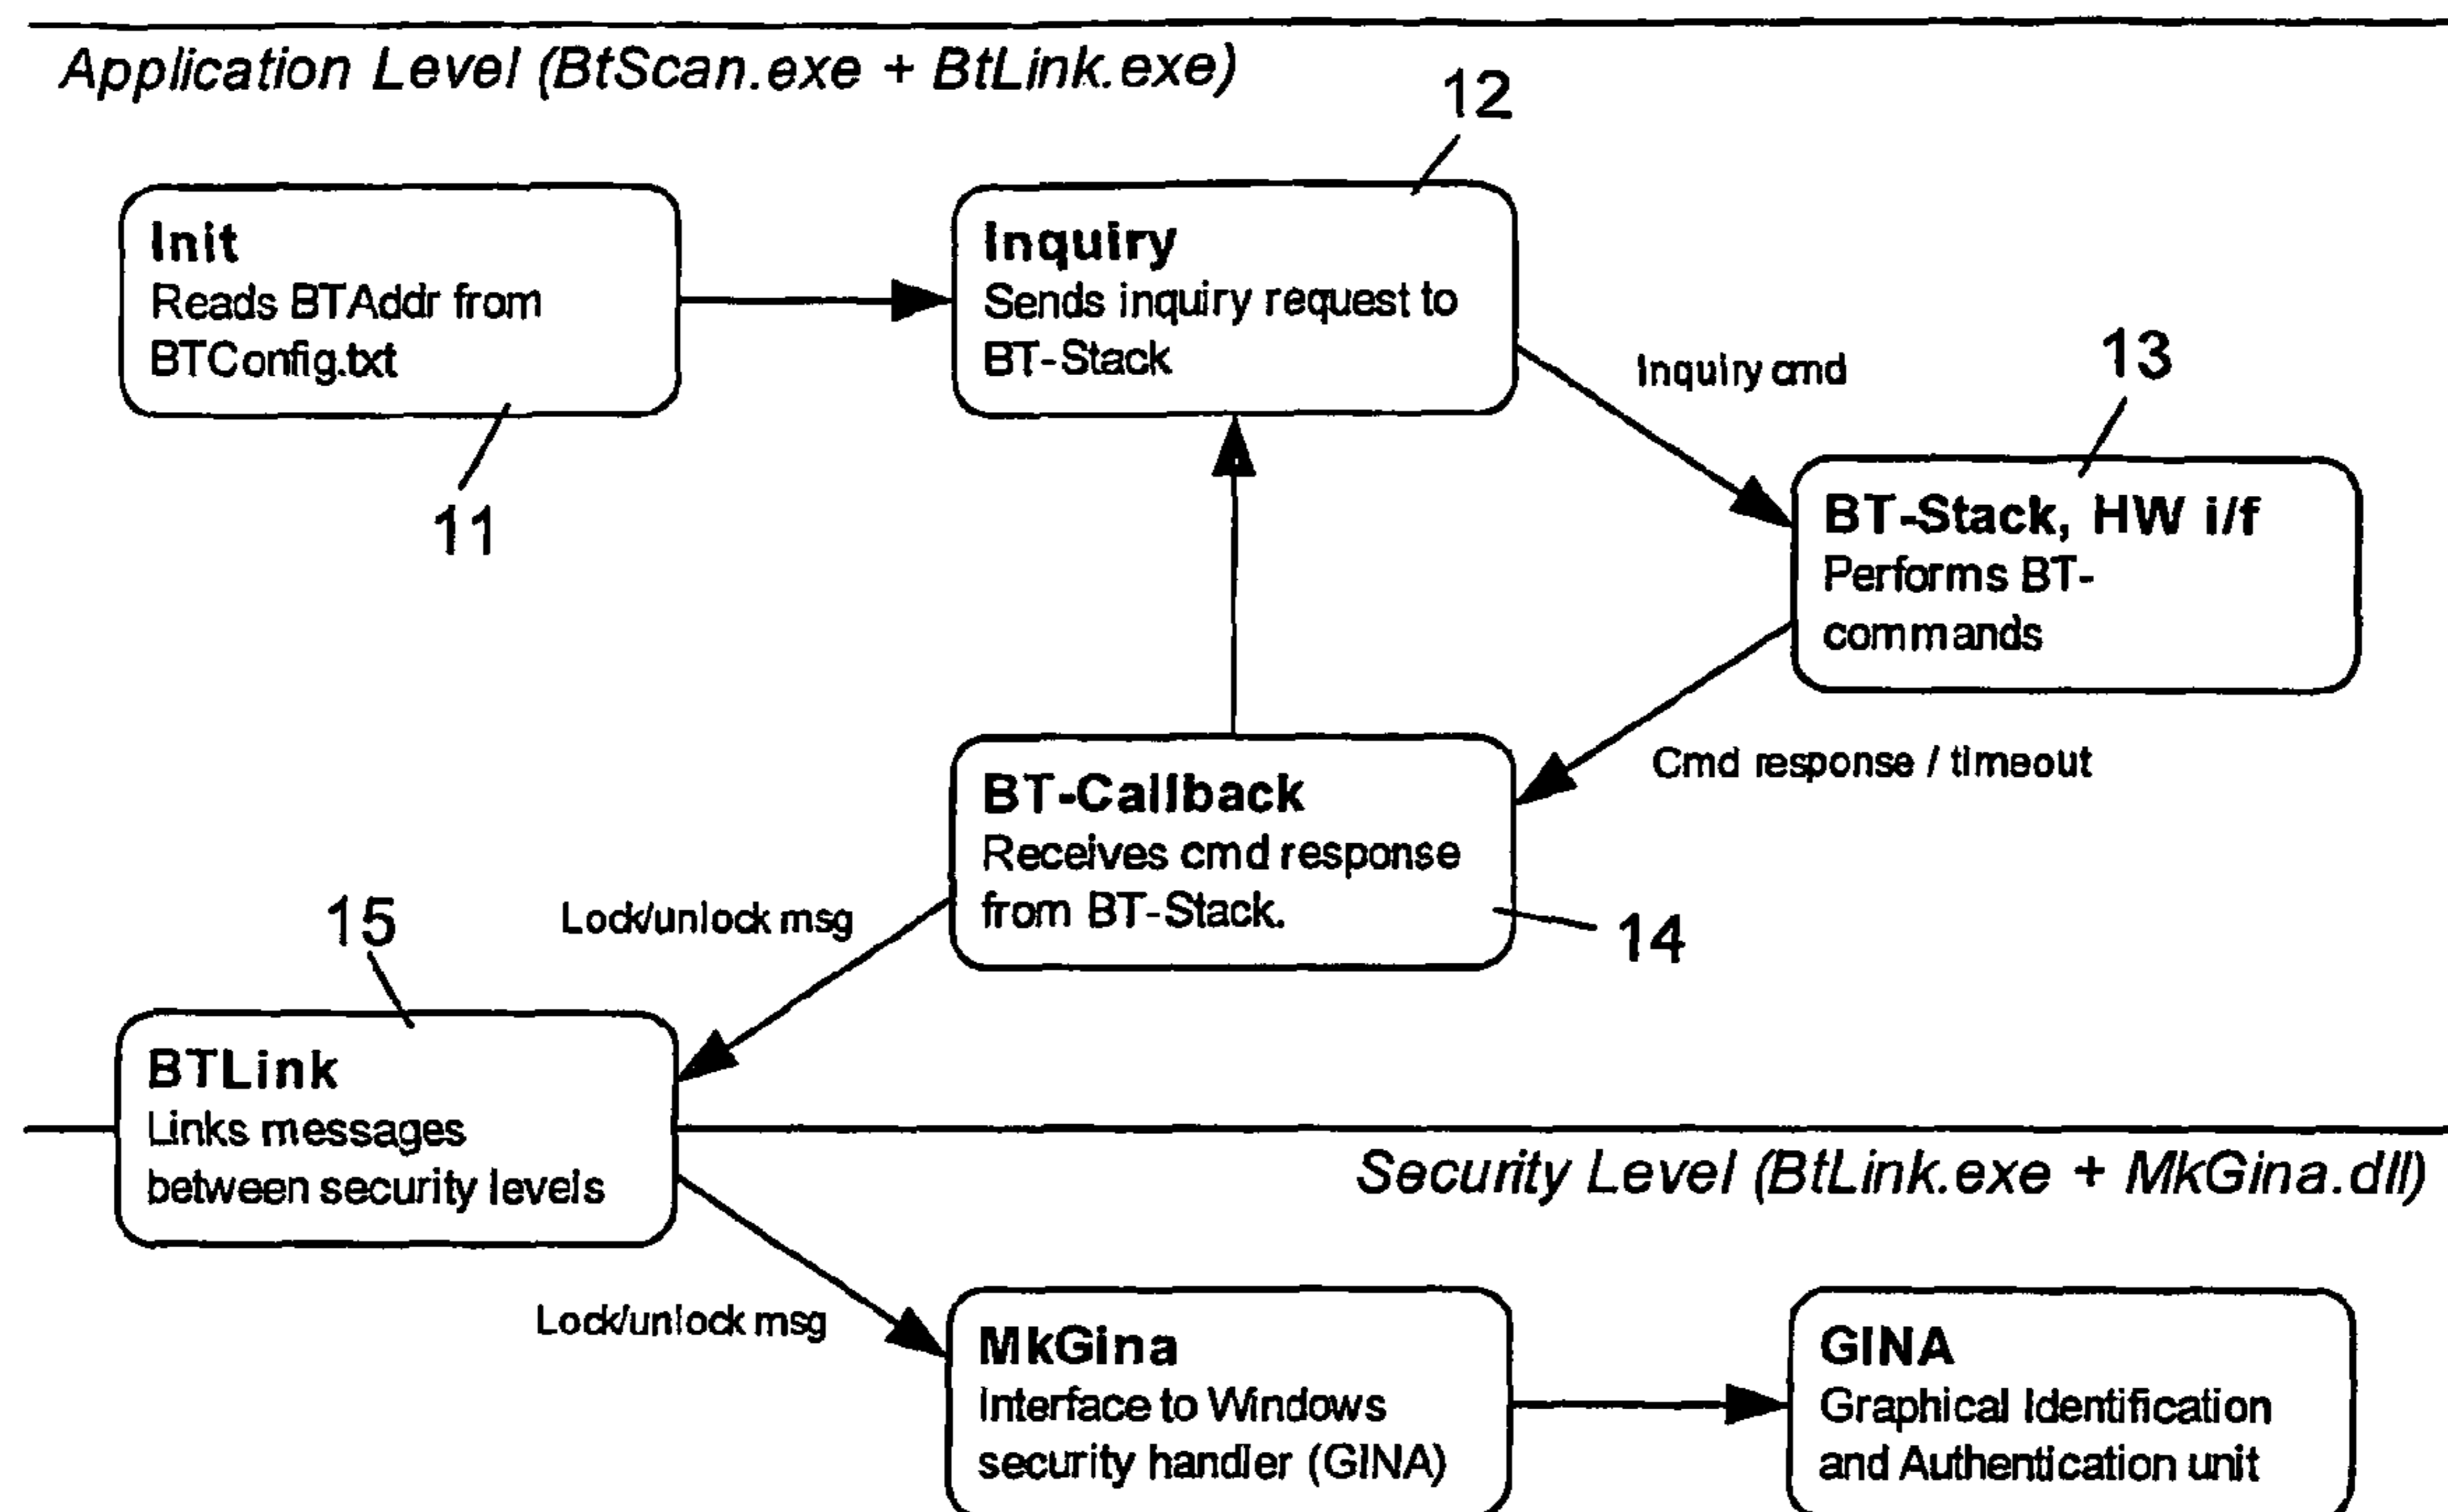 Application Level (BtScan.exe + BtLink.exe)
12
Init
Reads BTAddr from
BTConfig.txt
11
Inquiry
Sends inquiry request to
BT-Stack
Inquiry cmd
13
BT-Stack, HW i/f
Performs BT-
commands
Cmd response / timeout
BT-Callback
Receives cmd response
from BT-Stack.
14
Lock/unlock msg
15
BTLink
Links messages
between security levels
Security Level (BtLink.exe + MkGina.dll)
Lock/unlock msg
MkGina
Interface to Windows
security handler (GINA)
GINA
Graphical Identification
and Authentication unit